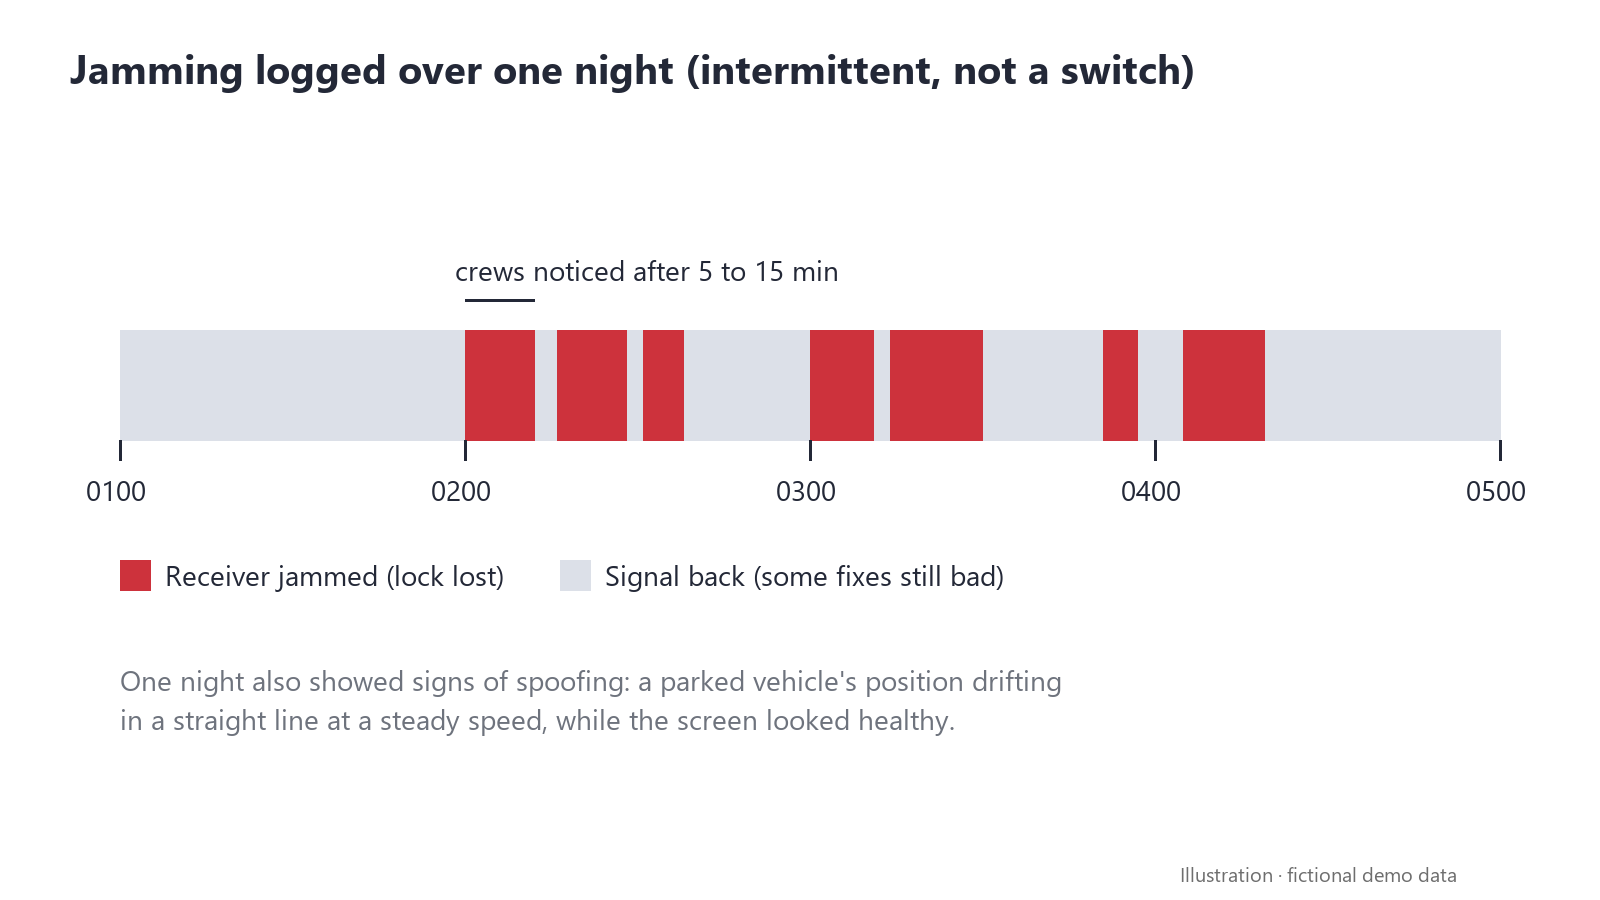 Jamming logged over one night (intermittent, not a switch)
crews noticed after 5 to 15 min
0100
0200
0300
0400
0500
Receiver jammed (lock lost)
Signal back (some fixes still bad)
One night also showed signs of spoofing: a parked vehicle's position drifting
in a straight line at a steady speed, while the screen looked healthy.
Illustration · fictional demo data